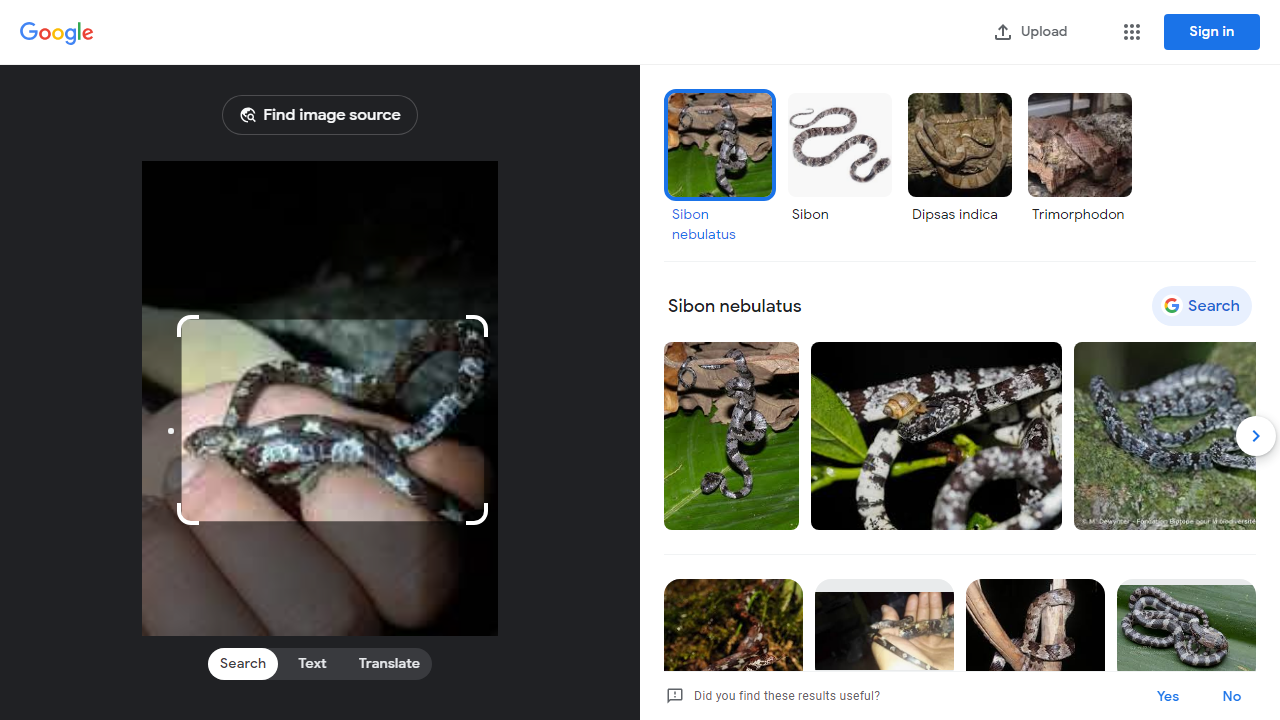 Google
Upload
Sign in
Find image source
Sibon
nebulatus
Sibon
Dipsas indica
Trimorphodon
Sibon nebulatus
Search
© M. Dewynter - Fondation Biotope pour la biodiversité
Search
Text
Translate
Did you find these results useful?
Yes
No